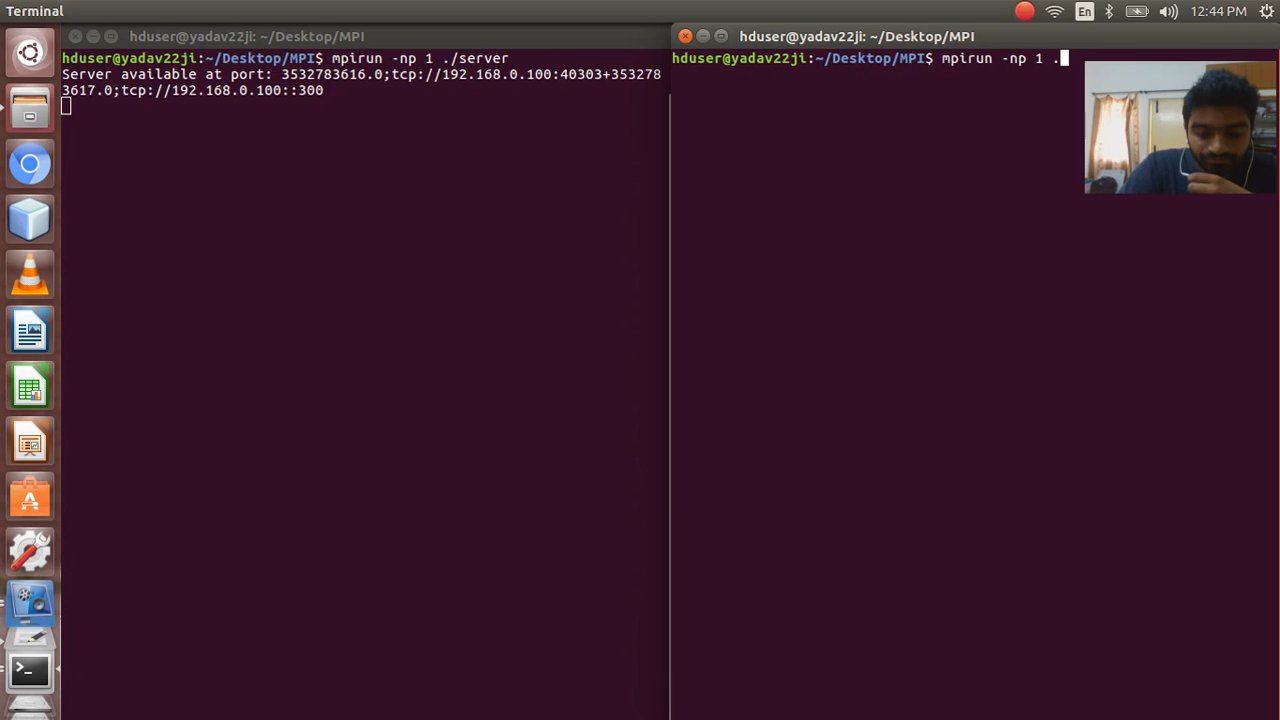 Terminal
En
12:44 PM
hduser@yadav22ji: ~/Desktop/MPI
hduser@yadav22ji:~/Desktop/MPI$ mpirun -np 1 ./server
Server available at port: 3532783616.0;tcp://192.168.0.100:40303+353278
3617.0;tcp://192.168.0.100::300
hduser@yadav22ji: ~/Desktop/MPI
hduser@yadav22ji:~/Desktop/MPI$ mpirun -np 1 .